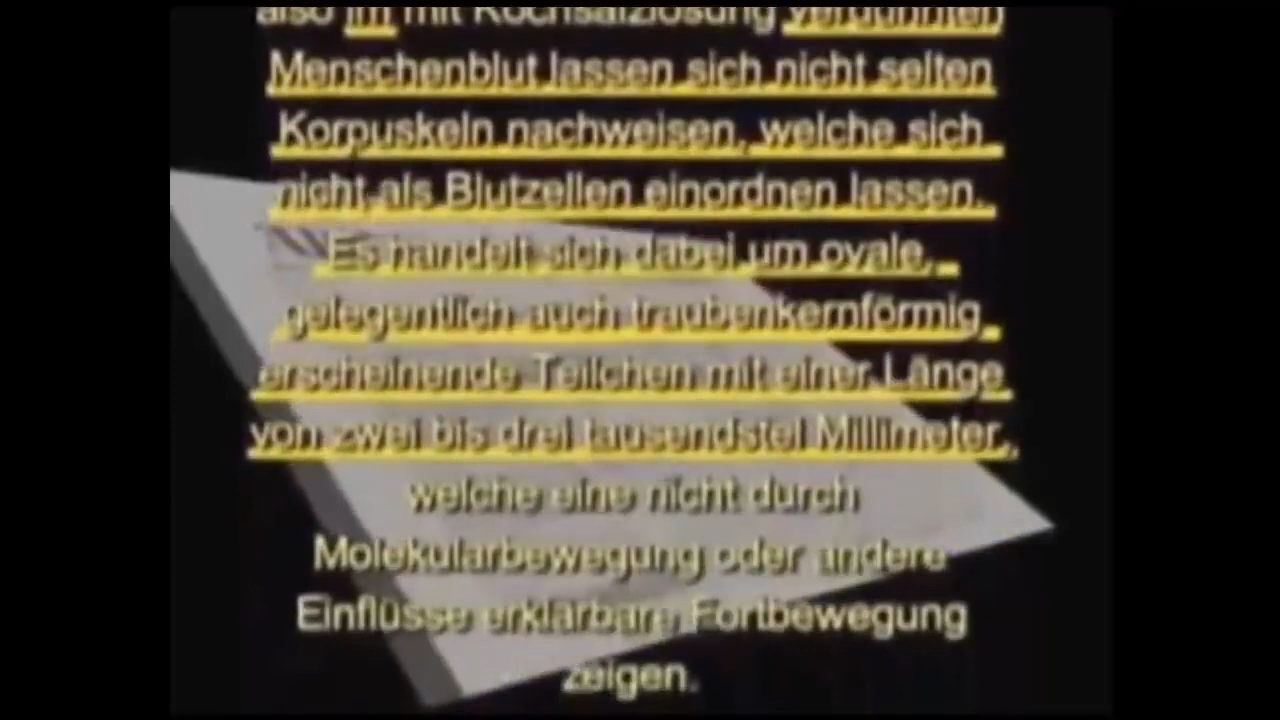 also im mit Kochsalzlösung verdünnten
Menschenblut lassen sich nicht selten
Korpuskeln nachweisen, welche sich
nicht als Blutzellen einordnen lassen.
Es handelt sich dabei um ovale,
gelegentlich auch traubenkernförmig
erscheinende Teilchen mit einer Länge
von zwei bis drei tausendstel Millimeter,
welche eine nicht durch
Molekularbewegung oder andere
Einflüsse erklärbare Fortbewegung
zeigen.